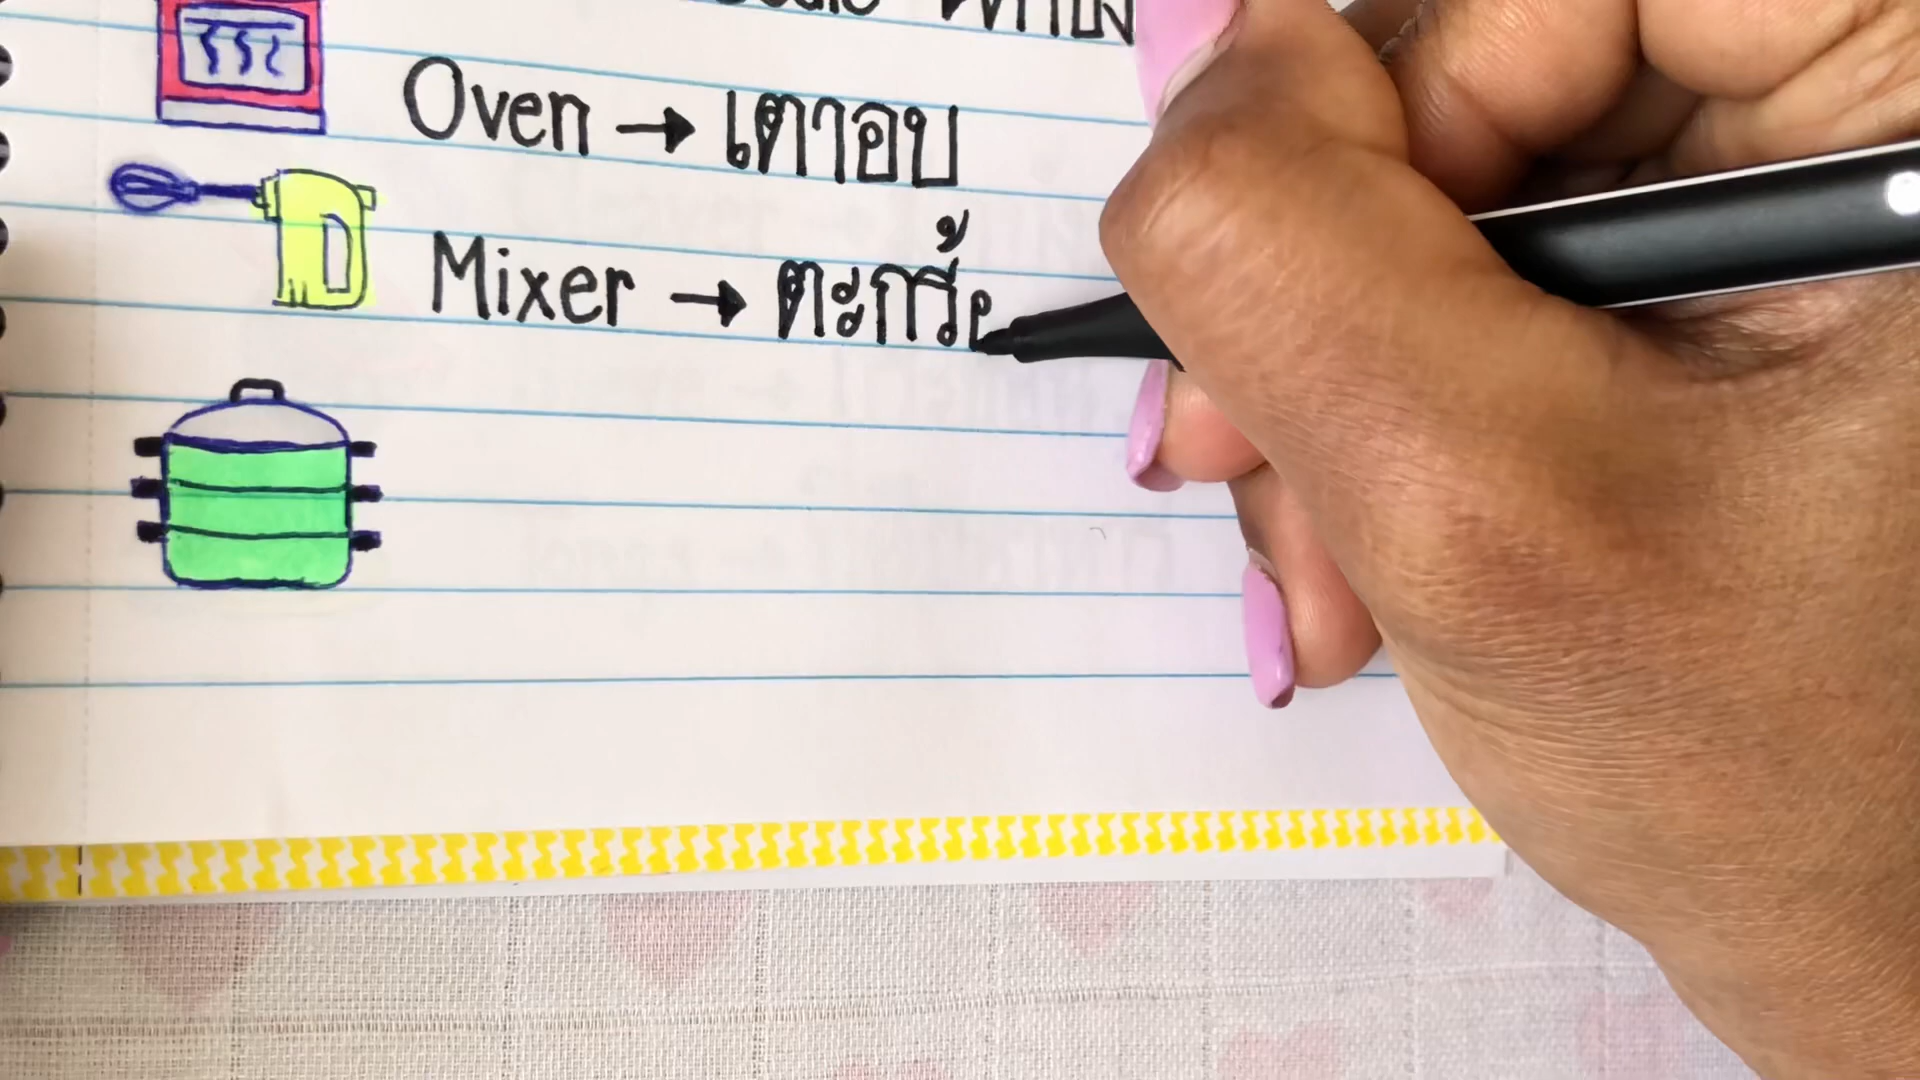 Oven → เตาอบ
Mixer → ตะกร้